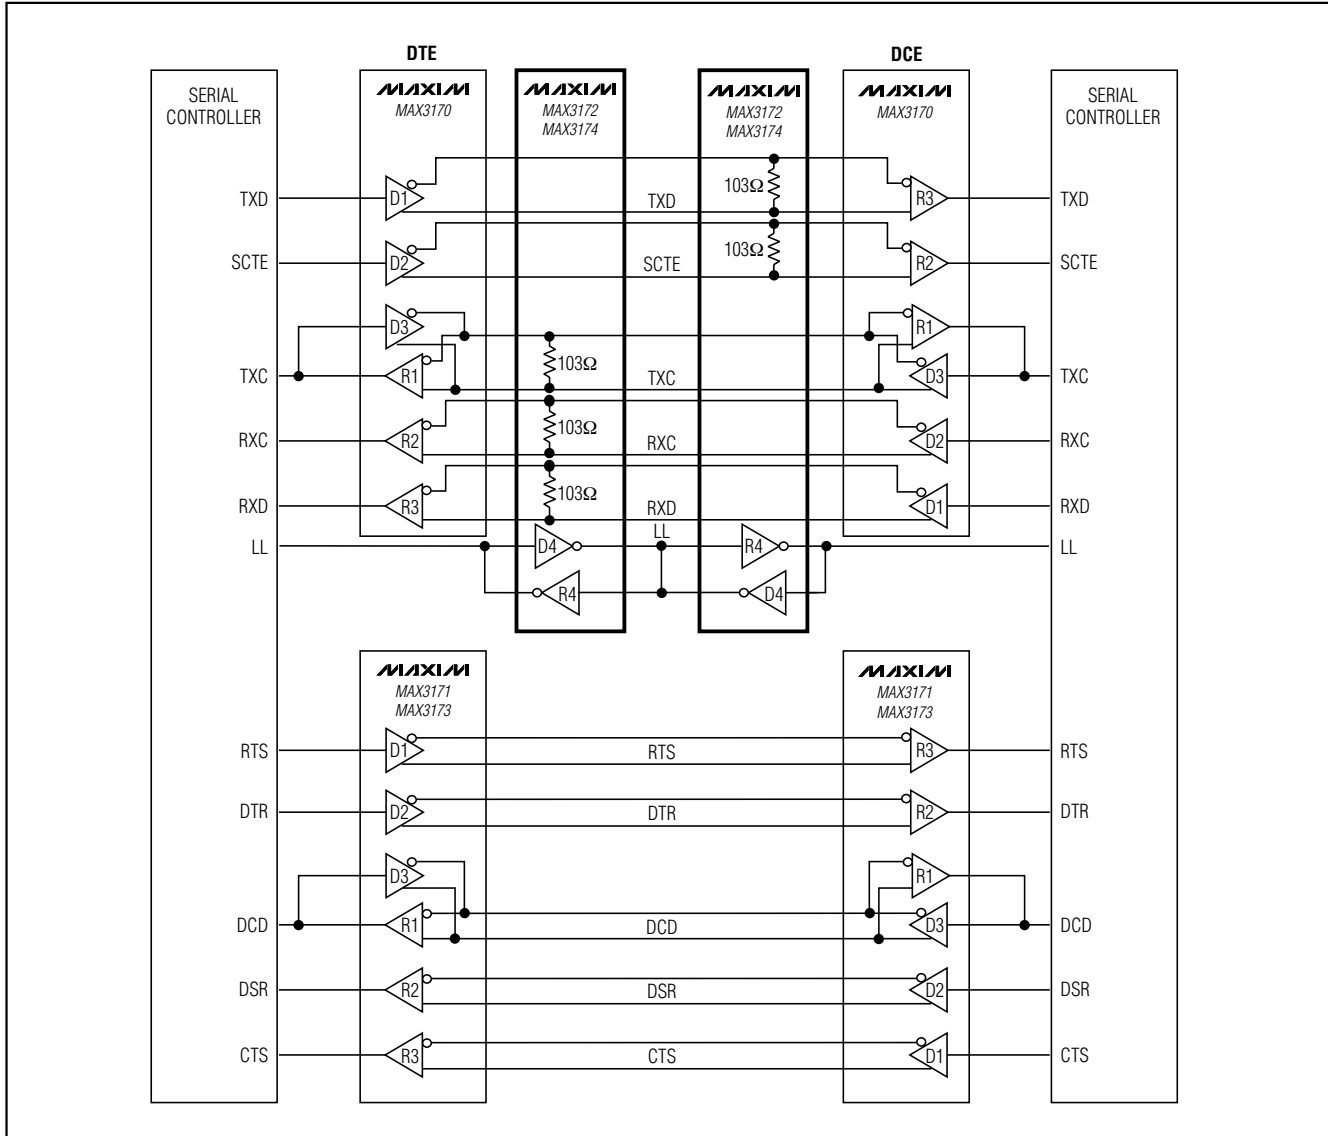 DTE
DCE
SERIAL
CONTROLLER
MAXIM
MAX3170
MAXIM
MAX3172
MAX3174
MAXIM
MAX3172
MAX3174
MAXIM
MAX3170
SERIAL
CONTROLLER
TXD
D1
TXD
103Ω
R3
TXD
SCTE
D2
SCTE
103Ω
R2
SCTE
D3
R1
TXC
R1
103Ω
TXC
D3
TXC
RXC
R2
103Ω
RXC
D2
RXC
RXD
R3
103Ω
RXD
D1
RXD
LL
D4
LL
R4
LL
R4
D4
MAXIM
MAX3171
MAX3173
MAXIM
MAX3171
MAX3173
RTS
D1
RTS
R3
RTS
DTR
D2
DTR
R2
DTR
D3
R1
DCD
R1
DCD
D3
DCD
DSR
R2
DSR
D2
DSR
CTS
R3
CTS
D1
CTS